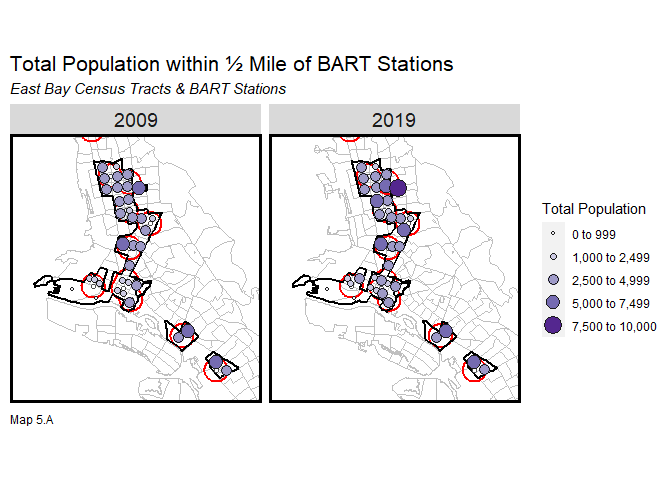 Total Population within ½ Mile of BART Stations
East Bay Census Tracts & BART Stations
2009
2019
Total Population
0 to 999
1,000 to 2,499
2,500 to 4,999
5,000 to 7,499
7,500 to 10,000
Map 5.A